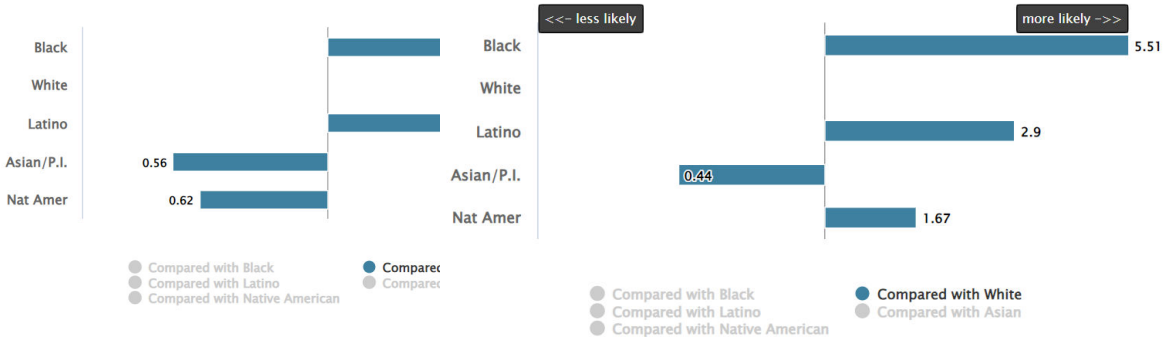 Black
White
Latino
Asian/P.I.
0.56
Nat Amer
0.62
Compared with Black
Compared
Compared with Latino
Compared
Compared with Native American
<<- less likely
more likely ->>
Black
5.51
White
Latino
2.9
Asian/P.I.
0.44
Nat Amer
1.67
Compared with Black
Compared with White
Compared with Latino
Compared with Asian
Compared with Native American